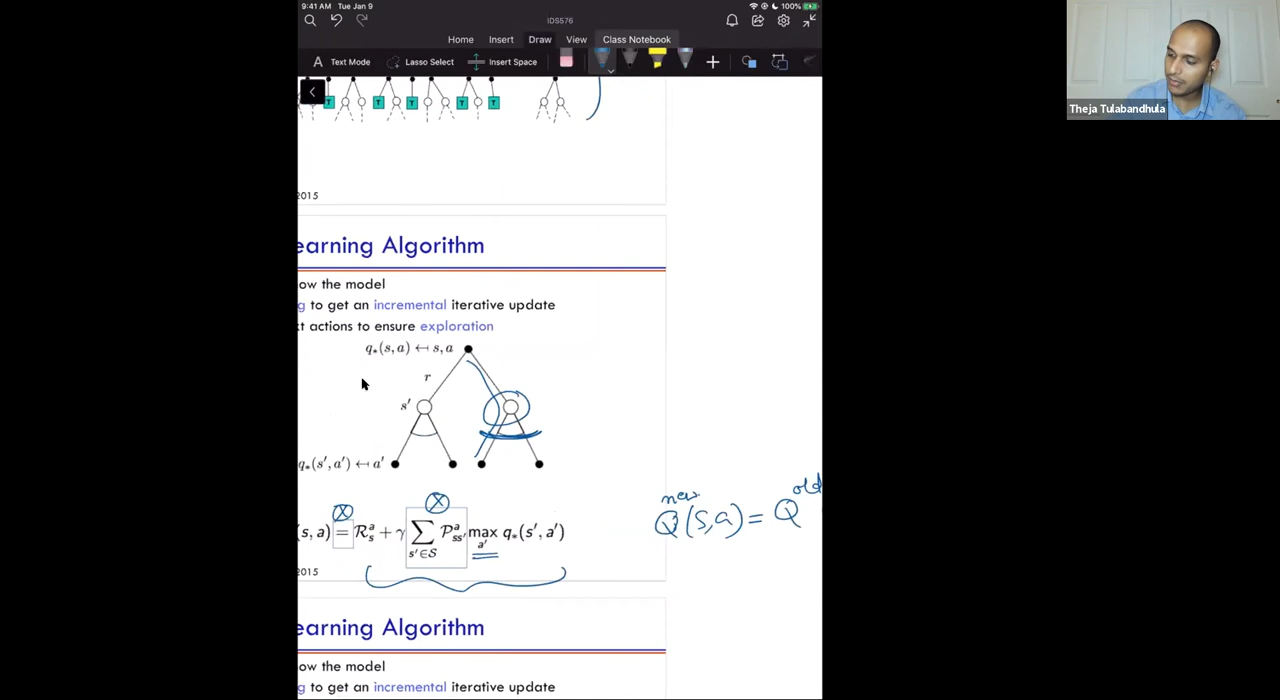 9:41 AM Tue Jan 9
100%
IDS576
Home Insert Draw View Class Notebook
A Text Mode Lasso Select Insert Space
Theja Tulabandhula
T T T T T
2015
earning Algorithm
ow the model
g to get an incremental iterative update
xt actions to ensure exploration
q*(s, a) ↤ s, a
r
s'
q*(s', a') ↤ a'
new
Q(s,a) = Q old
(s, a) = R^a_s + γ ∑_{s'∈S} P^a_{ss'} max_{a'} q*(s', a')
2015
earning Algorithm
ow the model
g to get an incremental iterative update